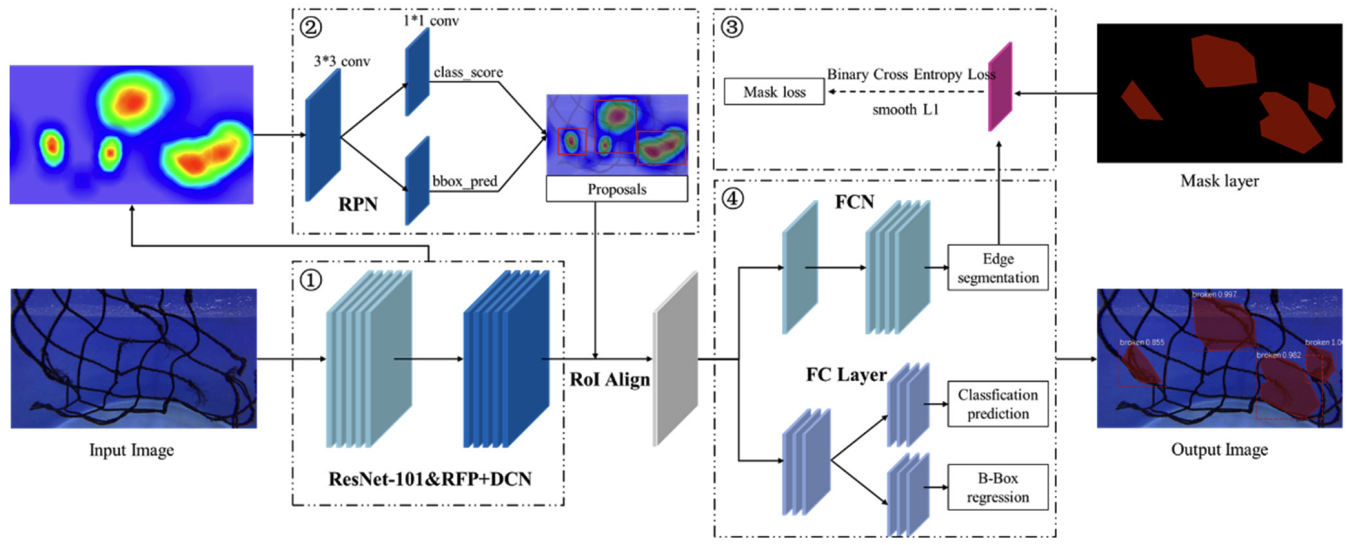 ②
1*1 conv
3*3 conv
class_score
bbox_pred
RPN
Proposals
③
Mask loss
Binary Cross Entropy Loss
smooth L1
Mask layer
①
Input Image
ResNet-101&RFP+DCN
RoI Align
④
FCN
Edge
segmentation
FC Layer
Classfication
prediction
B-Box
regression
broken 0.997
broken 0.855
broken 0.982
broken 1.00
Output Image